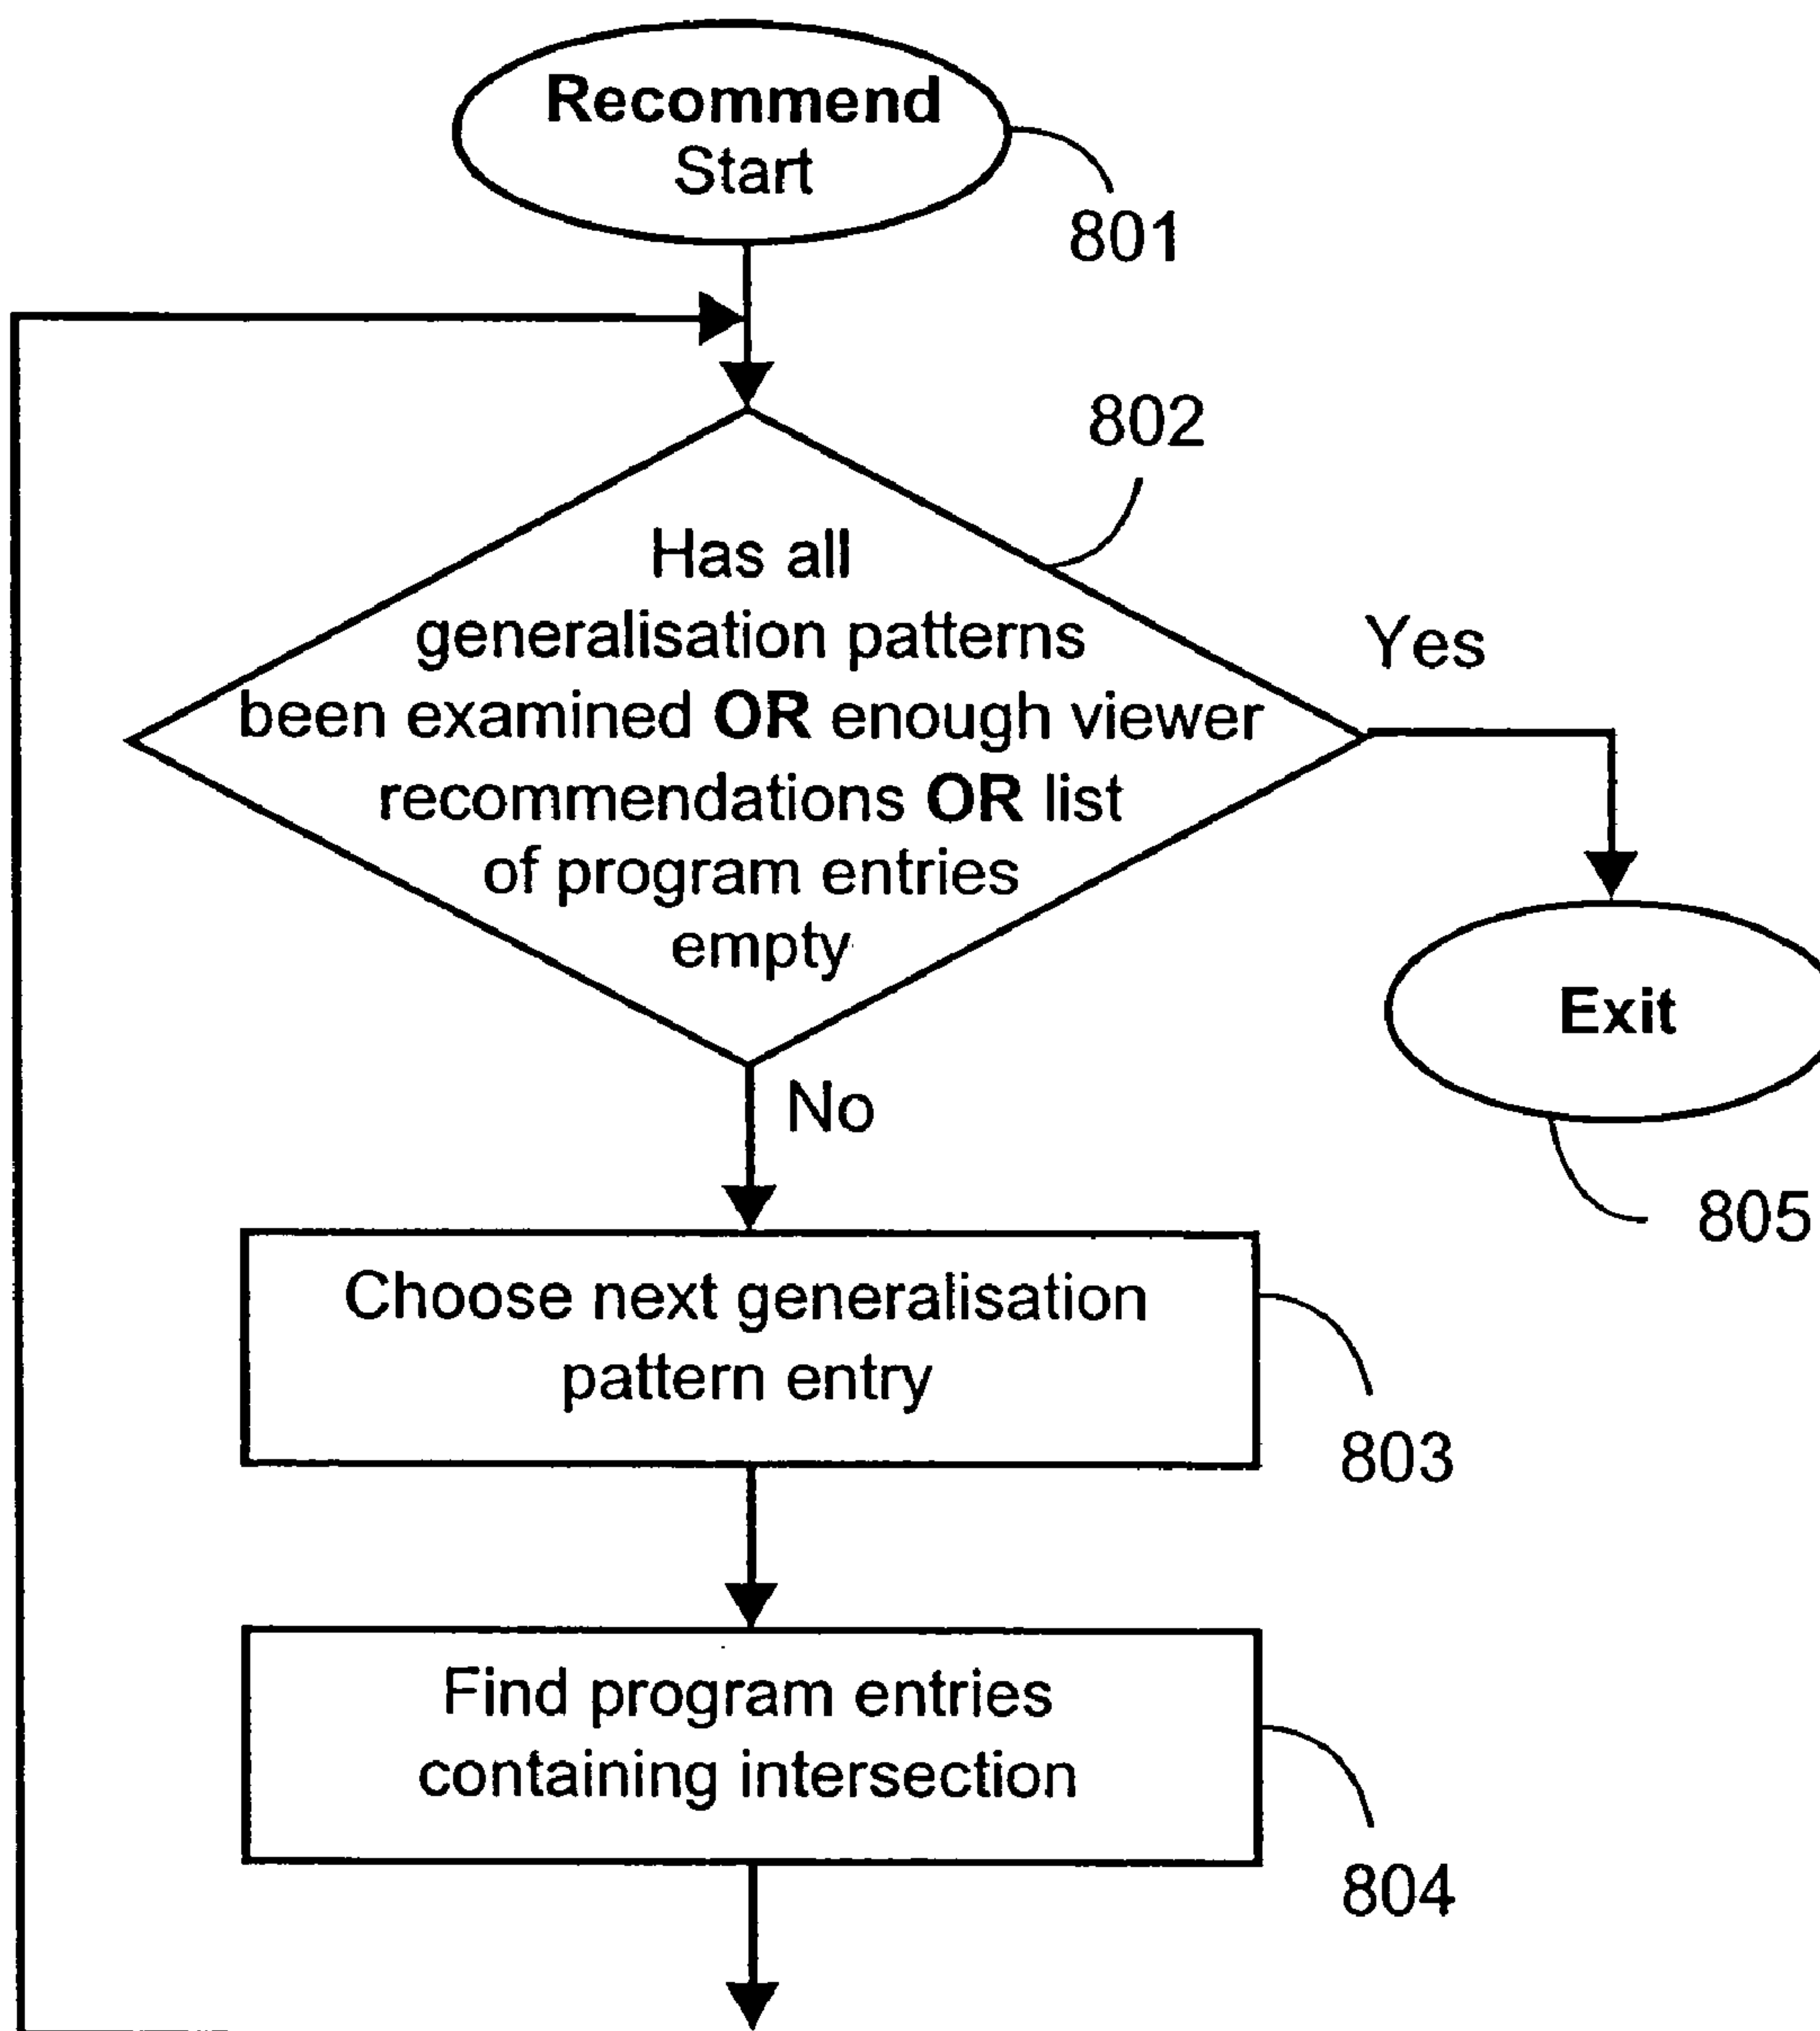 Recommend
Start
801
802
Has all
generalisation patterns
been examined OR enough viewer
recommendations OR list
of program entries
empty
Yes
Exit
805
No
Choose next generalisation
pattern entry
803
Find program entries
containing intersection
804